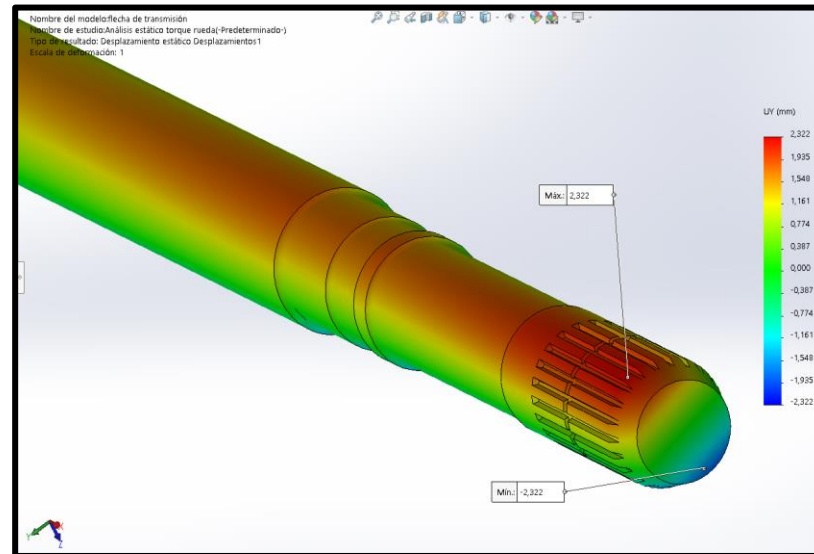 Nombre del modelo:flecha de transmisión
Nombre de estudio:Análisis estático torque rueda(-Predeterminado-)
Tipo de resultado: Desplazamiento estático Desplazamientos1
Escala de deformación: 1
UY (mm)
2,322
1,935
1,548
1,161
0,774
0,387
0,000
-0,387
-0,774
-1,161
-1,548
-1,935
-2,322
Máx.: 2,322
Mín.: -2,322
Y
X
Z